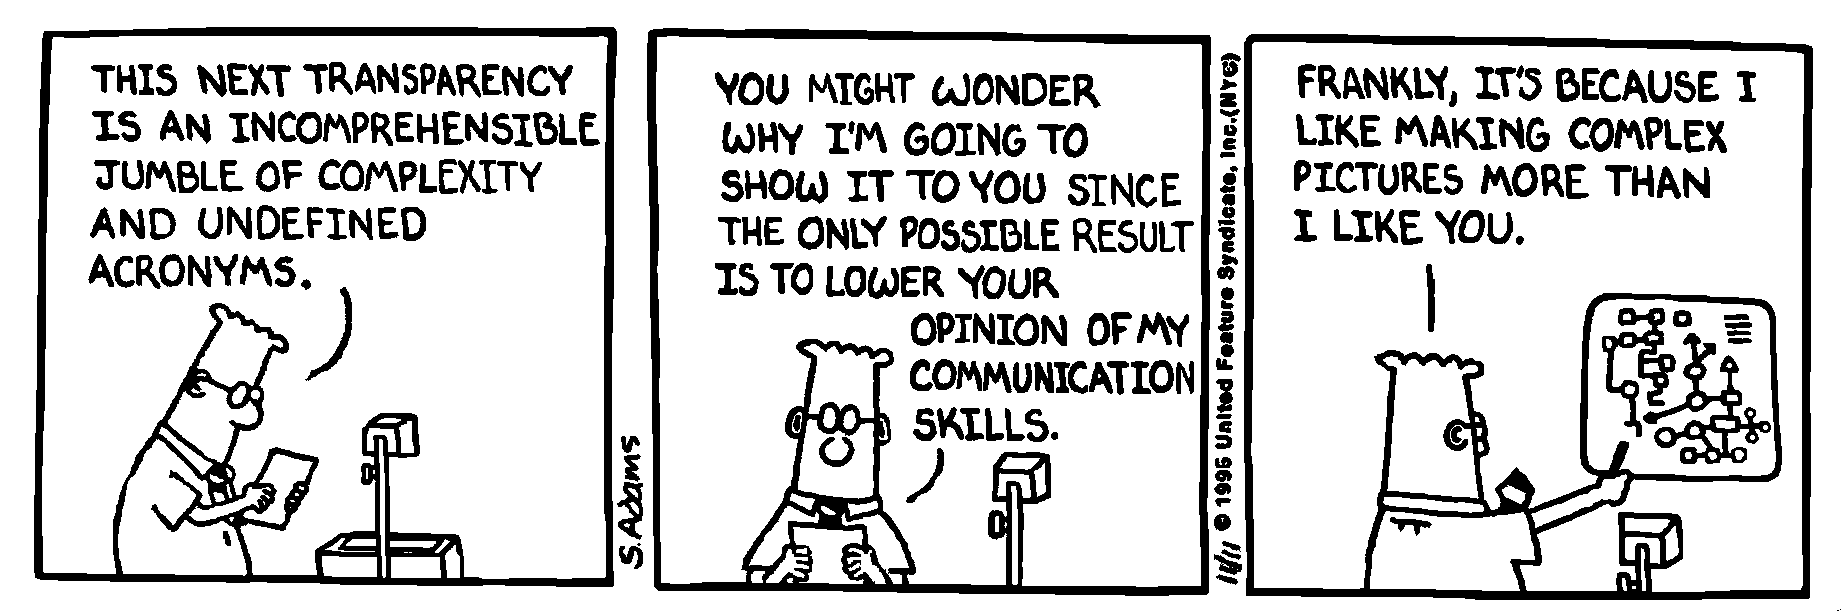 THIS NEXT TRANSPARENCY
IS AN INCOMPREHENSIBLE
JUMBLE OF COMPLEXITY
AND UNDEFINED
ACRONYMS.
S. Adams
YOU MIGHT WONDER
WHY I'M GOING TO
SHOW IT TO YOU SINCE
THE ONLY POSSIBLE RESULT
IS TO LOWER YOUR
OPINION OF MY
COMMUNICATION
SKILLS.
© 1995 United Feature Syndicate, Inc.(NYC)
FRANKLY, IT'S BECAUSE I
LIKE MAKING COMPLEX
PICTURES MORE THAN
I LIKE YOU.